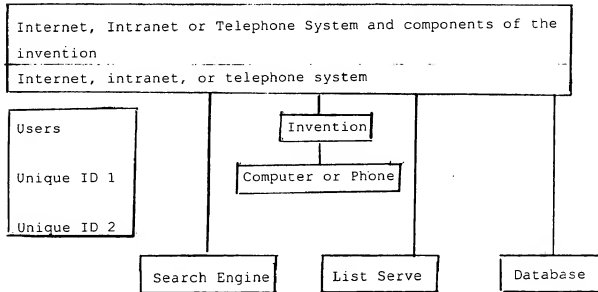 Internet, Intranet or Telephone System and components of the
invention
Internet, intranet, or telephone system
Users
Unique ID 1
Unique ID 2
Invention
Computer or Phone
Search Engine
List Serve
Database